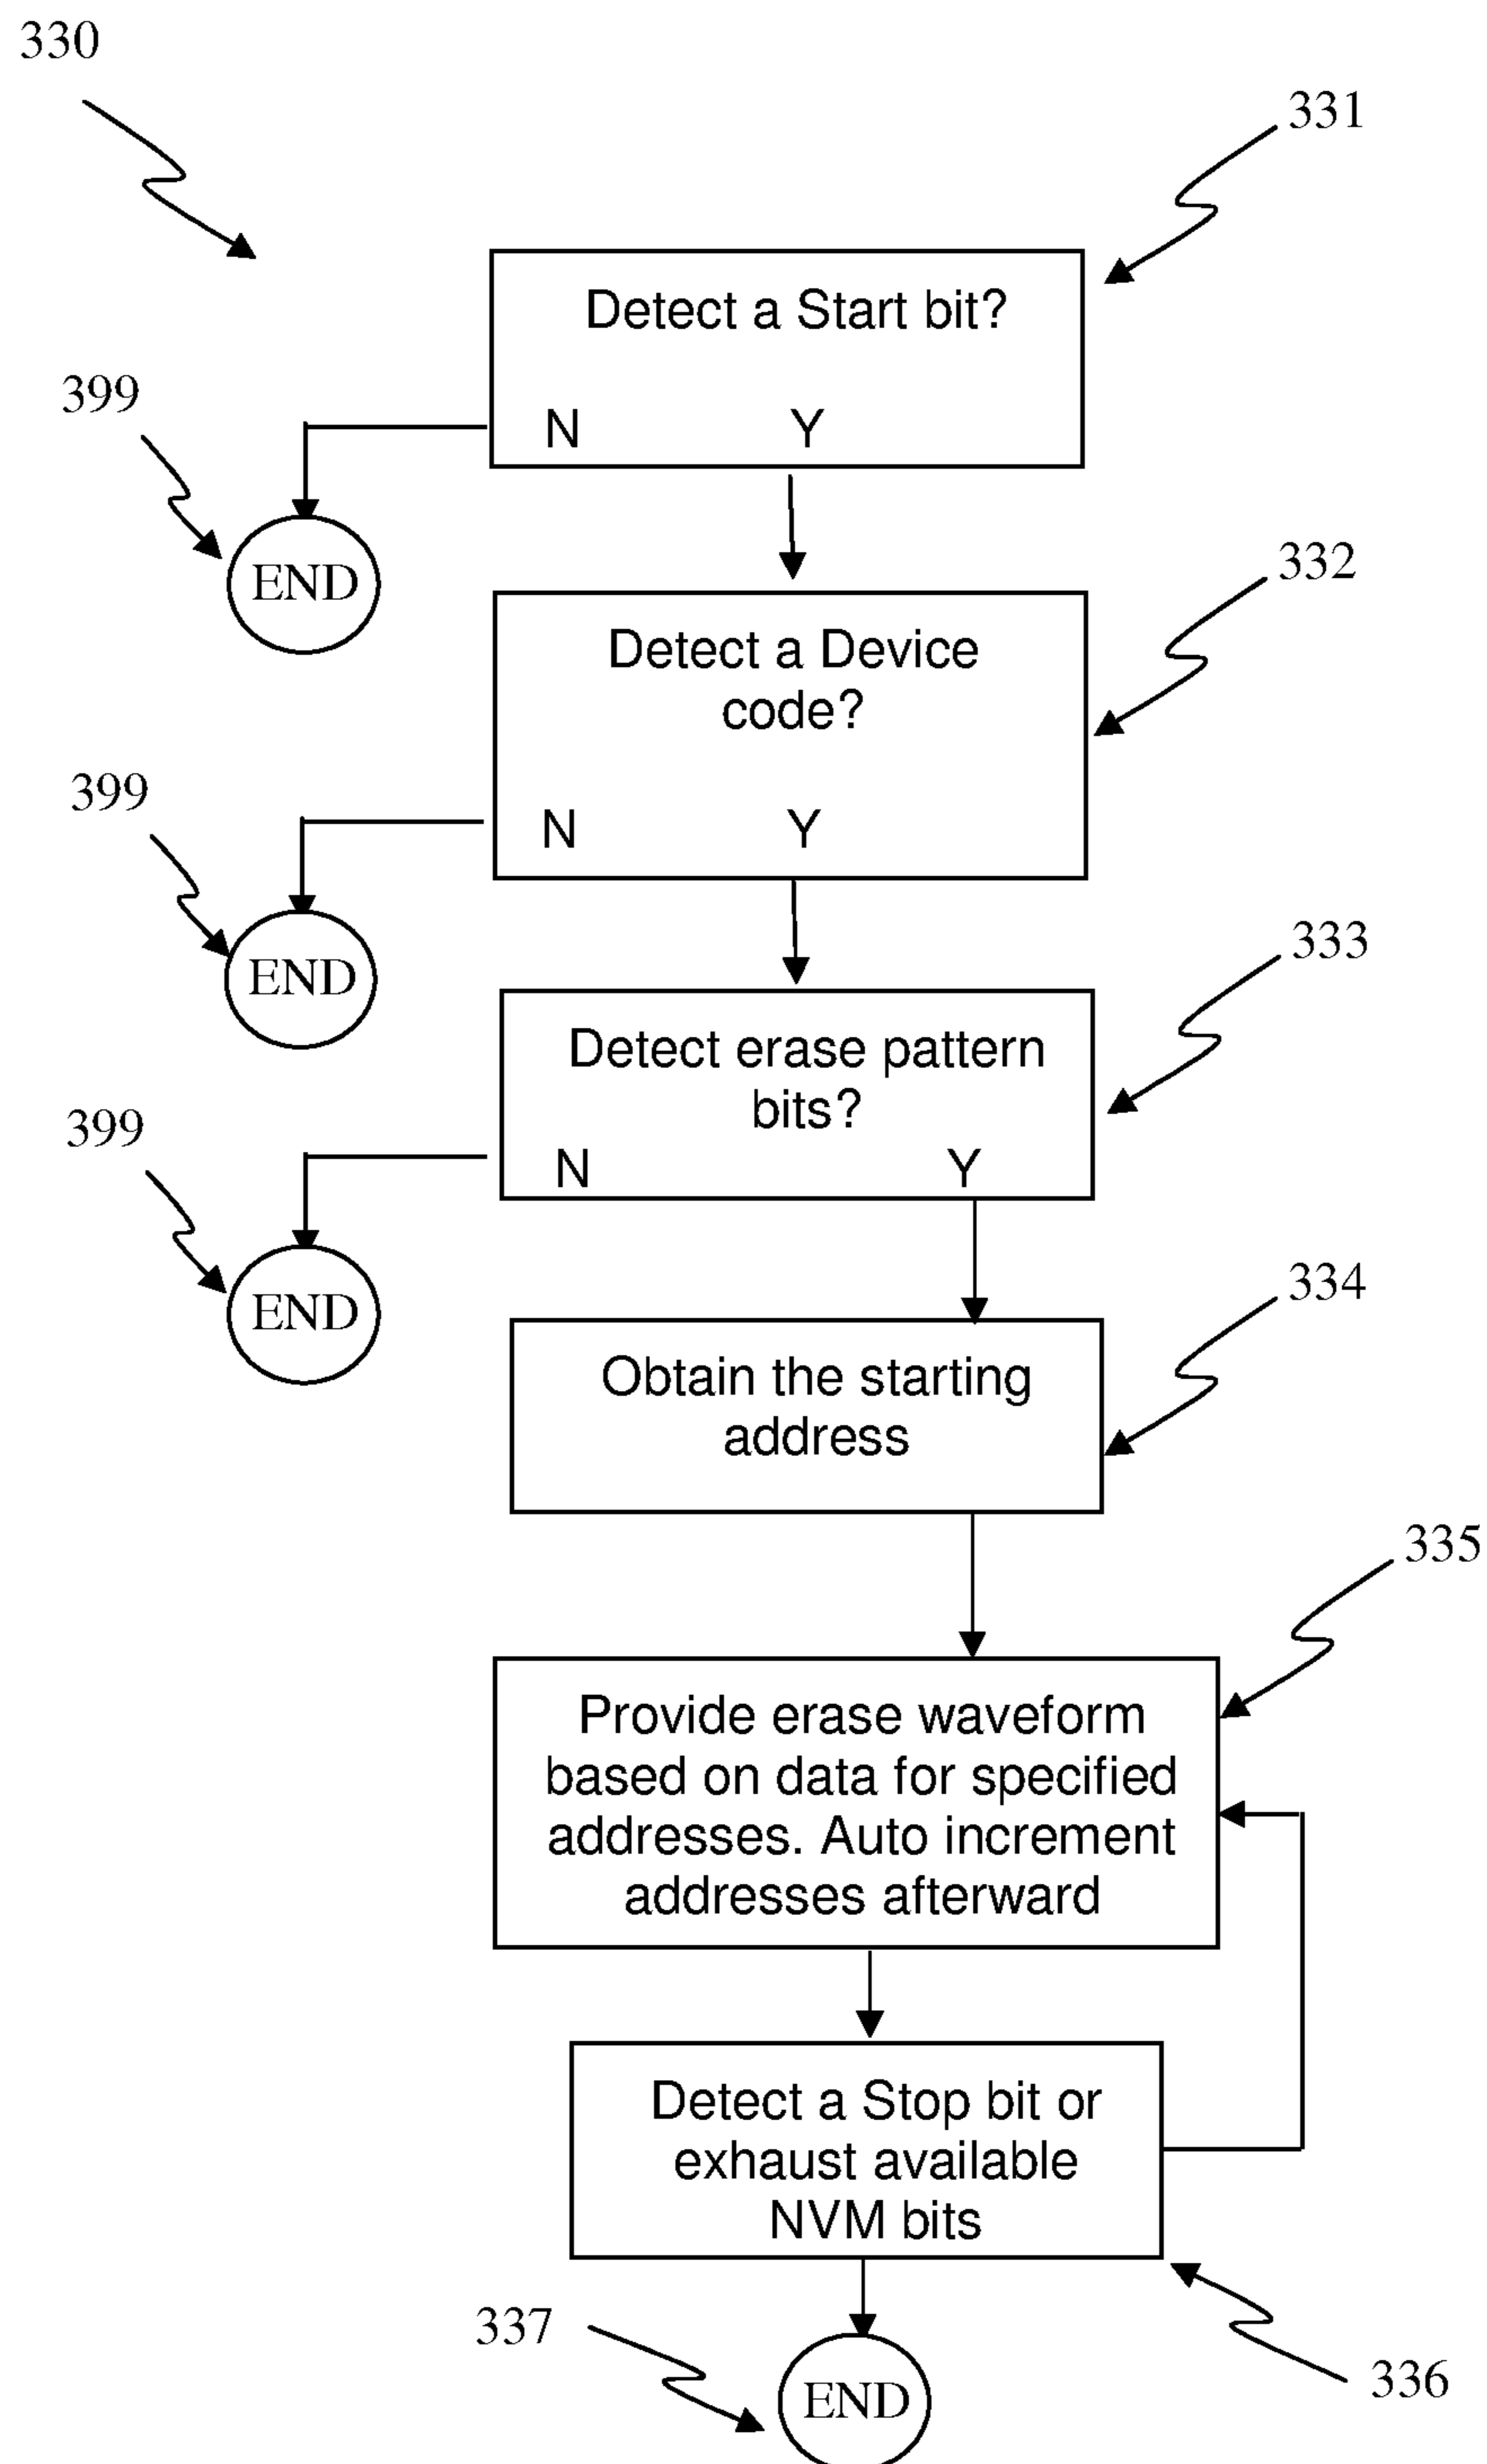 330
331
Detect a Start bit?
399
N Y
END
332
Detect a Device
code?
399
N Y
END
333
Detect erase pattern
bits?
399
N Y
END
334
Obtain the starting
address
335
Provide erase waveform
based on data for specified
addresses. Auto increment
addresses afterward
Detect a Stop bit or
exhaust available
NVM bits
337
336
END